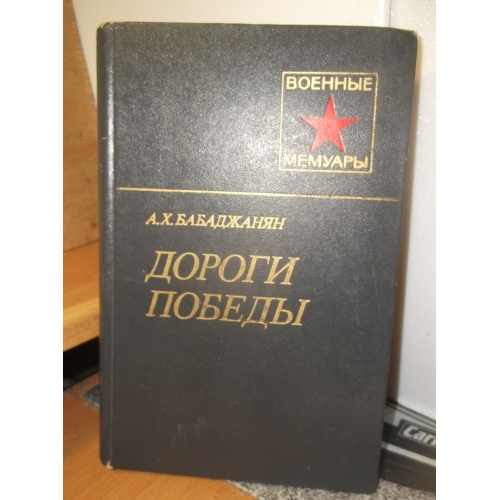 ВОЕННЫЕ
МЕМУАРЫ
А.Х.БАБАДЖАНЯН
ДОРОГИ
ПОБЕДЫ